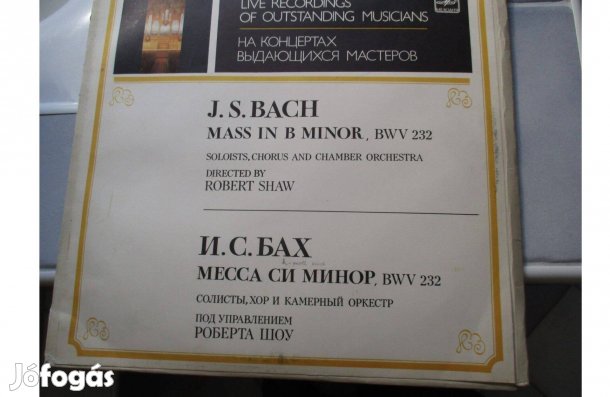 LIVE RECORDINGS
OF OUTSTANDING MUSICIANS
НА КОНЦЕРТАХ
ВЫДАЮЩИХСЯ МАСТЕРОВ
J. S. BACH
MASS IN B MINOR, BWV 232
SOLOISTS, CHORUS AND CHAMBER ORCHESTRA
DIRECTED BY
ROBERT SHAW
И. С. БАХ
МЕССА СИ МИНОР, BWV 232
СОЛИСТЫ, ХОР И КАМЕРНЫЙ ОРКЕСТР
ПОД УПРАВЛЕНИЕМ
РОБЕРТА ШОУ
Jófogás